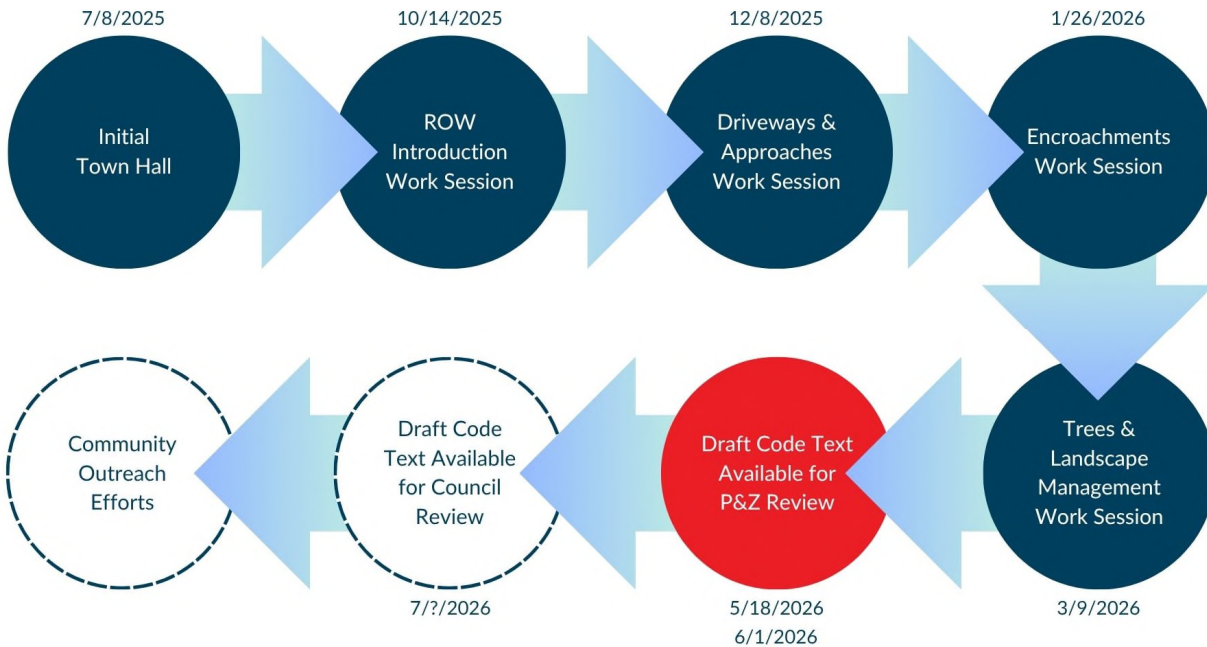 7/8/2025
Initial
Town Hall
10/14/2025
ROW
Introduction
Work Session
12/8/2025
Driveways &
Approaches
Work Session
1/26/2026
Encroachments
Work Session
Trees &
Landscape
Management
Work Session
3/9/2026
Draft Code Text
Available for
P&Z Review
5/18/2026
6/1/2026
Draft Code
Text Available
for Council
Review
7/?/2026
Community
Outreach
Efforts